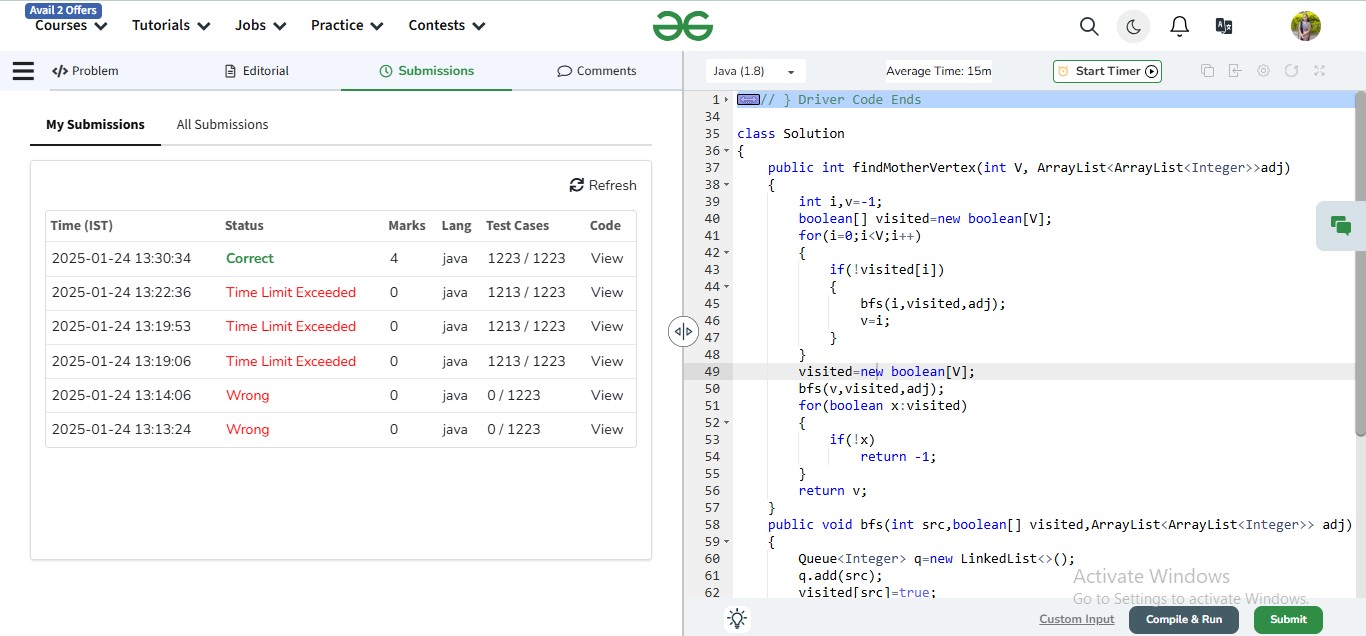 Avail 2 Offers
Courses Tutorials Jobs Practice Contests
Problem Editorial Submissions Comments
My Submissions All Submissions
Refresh
Time (IST) Status Marks Lang Test Cases Code
2025-01-24 13:30:34 Correct 4 java 1223 / 1223 View
2025-01-24 13:22:36 Time Limit Exceeded 0 java 1213 / 1223 View
2025-01-24 13:19:53 Time Limit Exceeded 0 java 1213 / 1223 View
2025-01-24 13:19:06 Time Limit Exceeded 0 java 1213 / 1223 View
2025-01-24 13:14:06 Wrong 0 java 0 / 1223 View
2025-01-24 13:13:24 Wrong 0 java 0 / 1223 View
Java (1.8) Average Time: 15m Start Timer
1 // } Driver Code Ends
34
35 class Solution
36 {
37 public int findMotherVertex(int V, ArrayList<ArrayList<Integer>>adj)
38 {
39 int i,v=-1;
40 boolean[] visited=new boolean[V];
41 for(i=0;i<V;i++)
42 {
43 if(!visited[i])
44 {
45 bfs(i,visited,adj);
46 v=i;
47 }
48 }
49 visited=new boolean[V];
50 bfs(v,visited,adj);
51 for(boolean x:visited)
52 {
53 if(!x)
54 return -1;
55 }
56 return v;
57 }
58 public void bfs(int src,boolean[] visited,ArrayList<ArrayList<Integer>> adj)
59 {
60 Queue<Integer> q=new LinkedList<>();
61 q.add(src);
62 visited[src]=true;
Activate Windows
Go to Settings to activate Windows.
Custom Input Compile & Run Submit